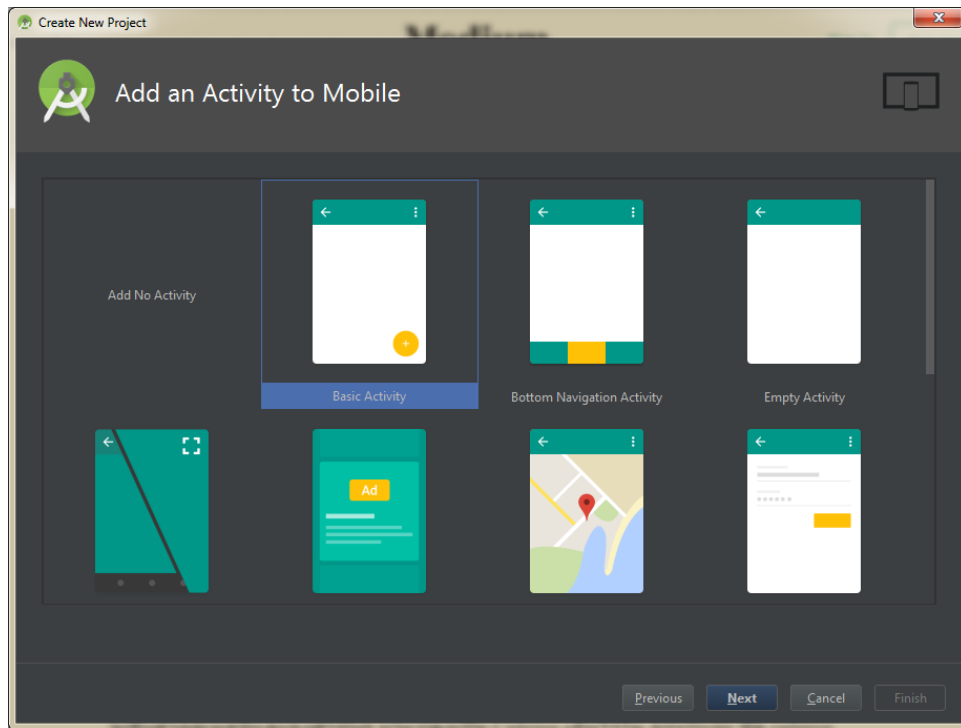 Create New Project
Medium
Add an Activity to Mobile
Add No Activity
Basic Activity
Bottom Navigation Activity
Empty Activity
Ad
Previous
Next
Cancel
Finish